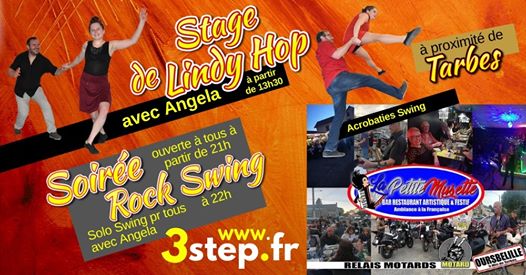 Stage
de Lindy Hop
avec Angela
à partir
de 13h30
à proximité de
Tarbes
Acrobaties Swing
Soirée
Rock Swing
ouverte à tous à
partir de 21h
Solo Swing pr tous à 22h
avec Angela
www.
3step.fr
La Petite Musette
BAR RESTAURANT ARTISTIQUE & FESTIF
Ambiance à la Française
RELAIS MOTARDS
MOTARD
OURSBELILLE